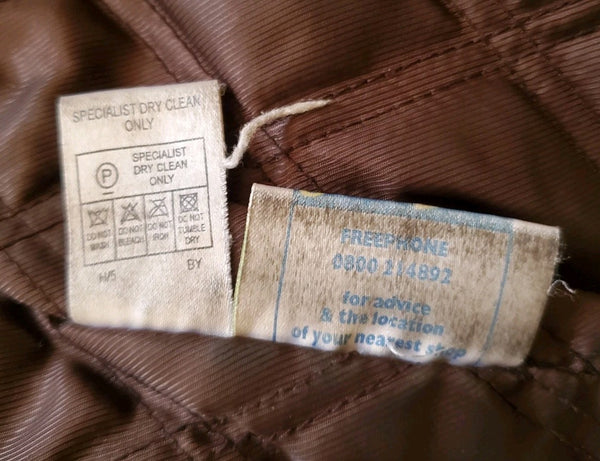 SPECIALIST DRY CLEAN
ONLY
P
SPECIALIST
DRY CLEAN
ONLY
DO NOT
WASH
DO NOT
BLEACH
DO NOT
IRON
DO NOT
TUMBLE
DRY
H/5
BY
FREEPHONE
0800 214892
for advice
& the location
of your nearest shop